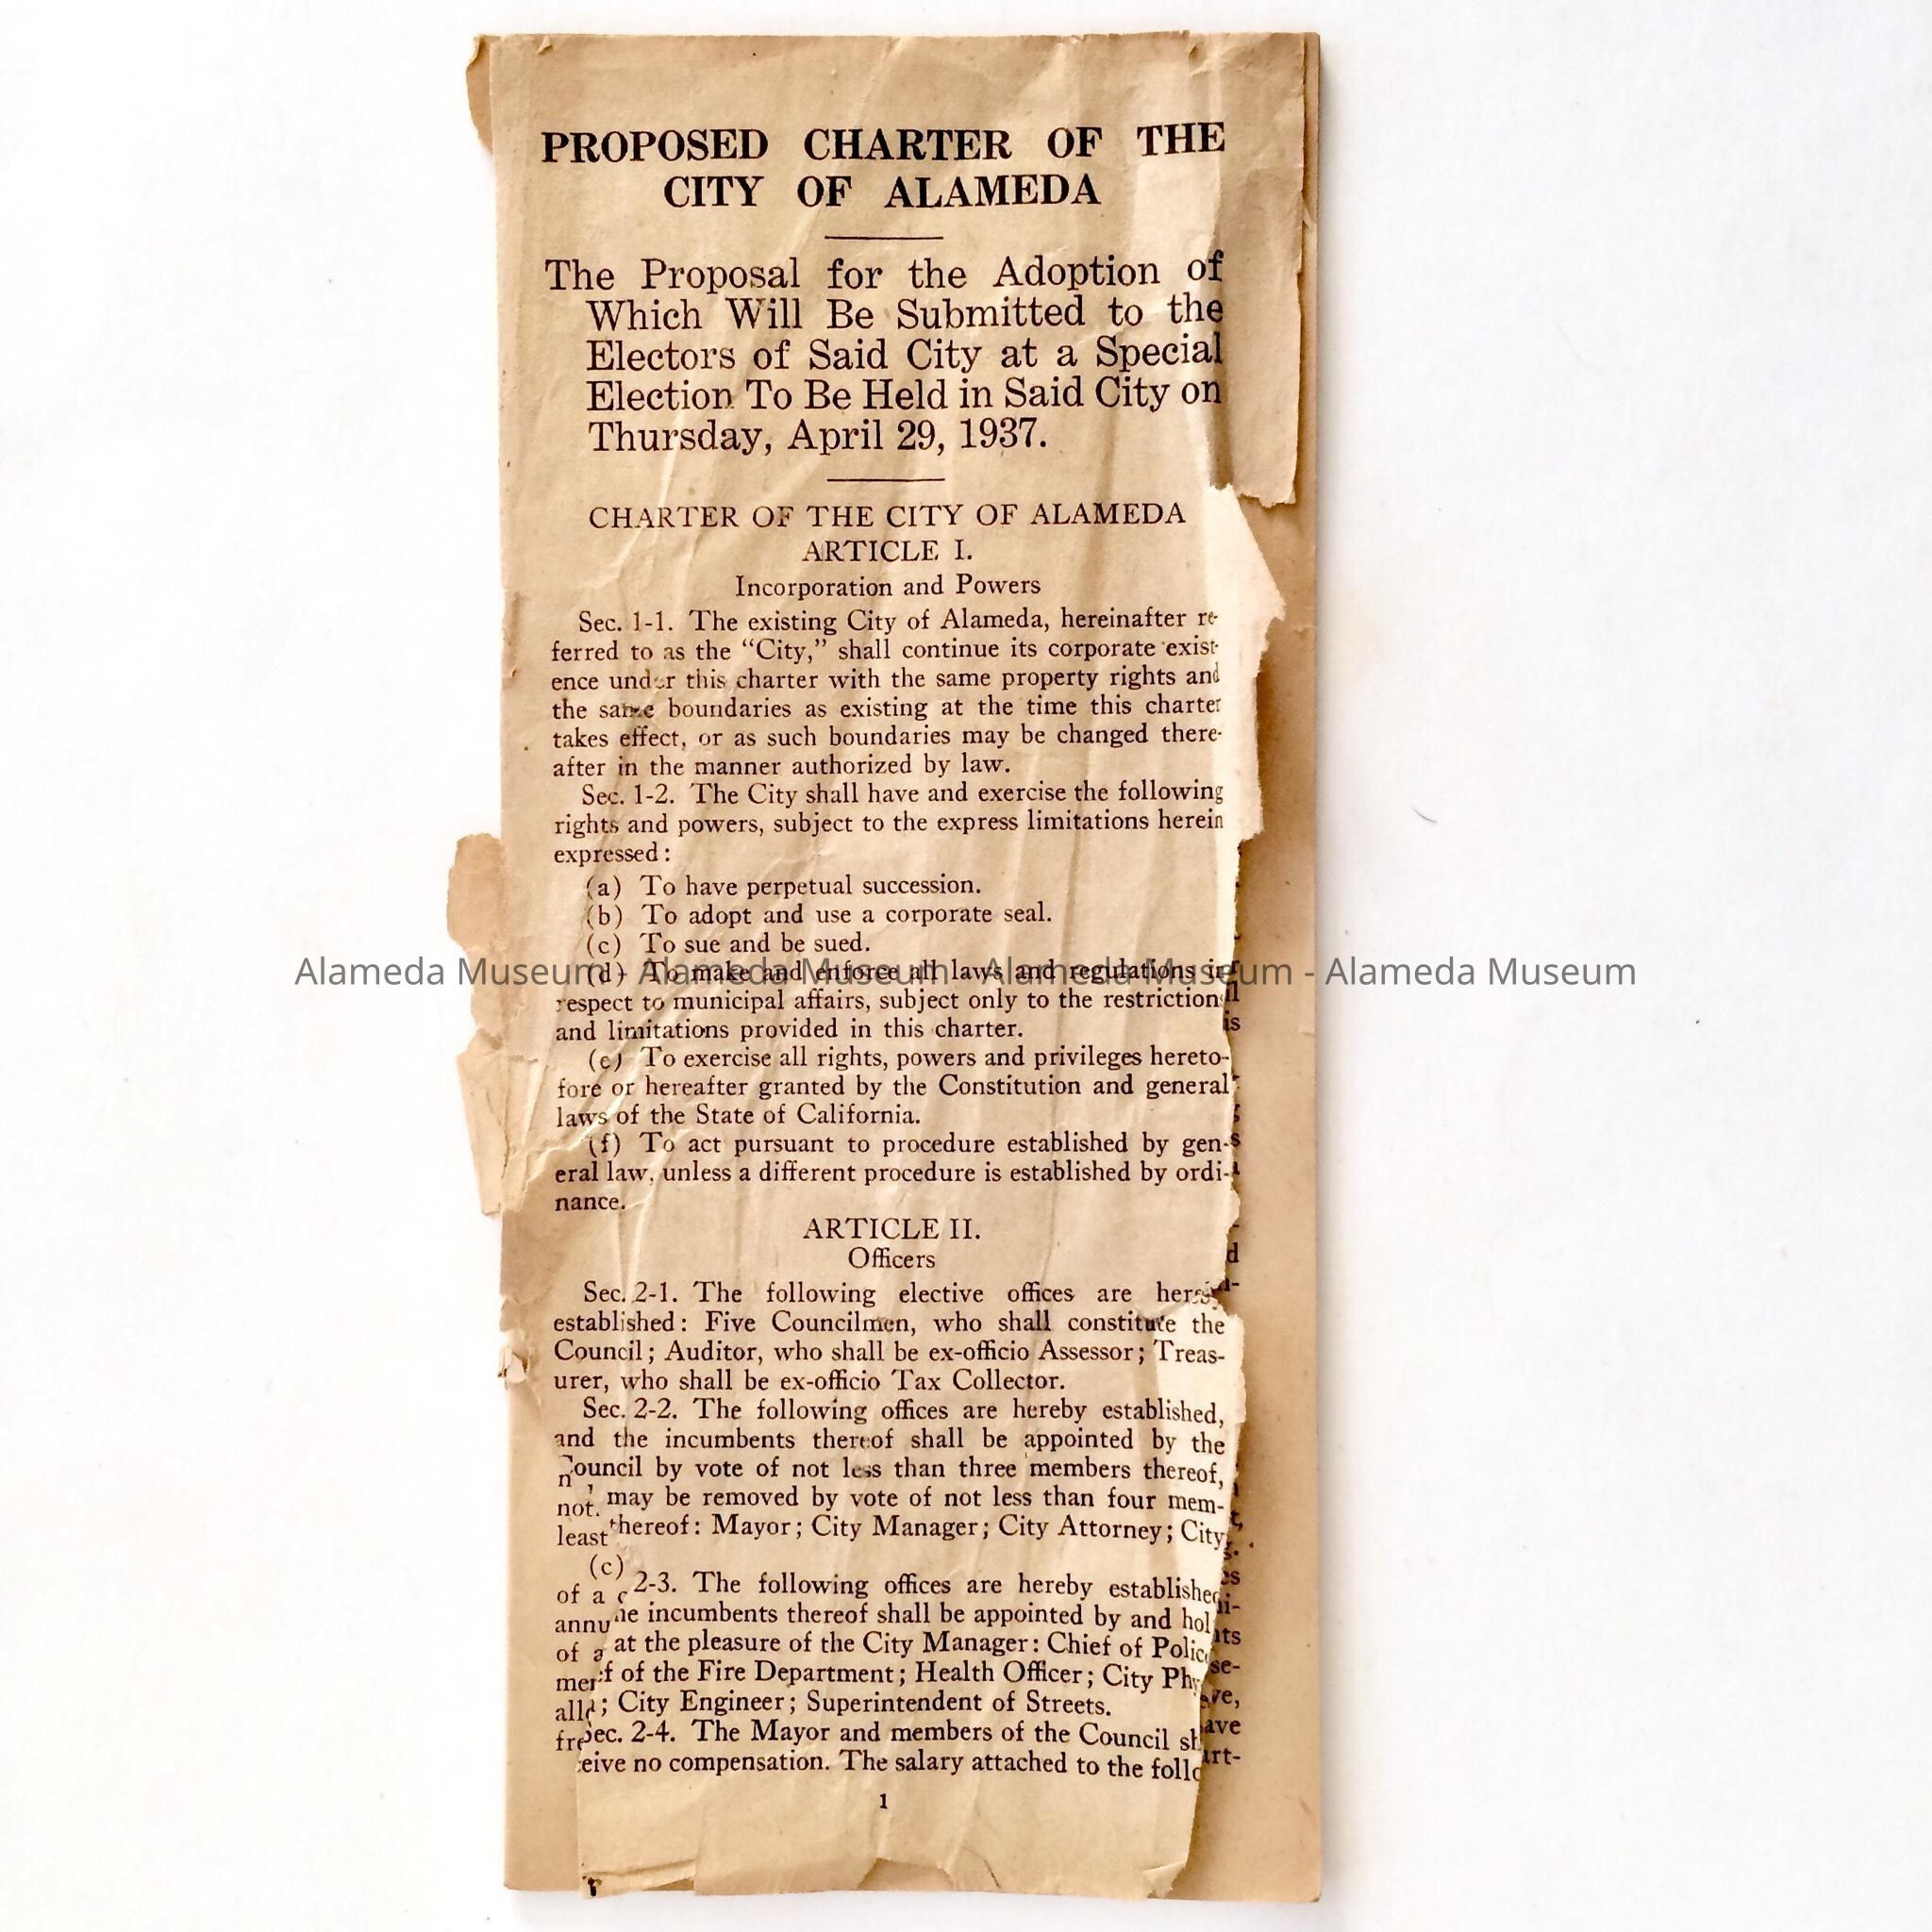 PROPOSED CHARTER OF THE
CITY OF ALAMEDA
The Proposal for the Adoption of
Which Will Be Submitted to the
Electors of Said City at a Special
Election To Be Held in Said City on
Thursday, April 29, 1937.
CHARTER OF THE CITY OF ALAMEDA
ARTICLE I.
Incorporation and Powers
Sec. 1-1. The existing City of Alameda, hereinafter re-
ferred to as the “City,” shall continue its corporate exist-
ence under this charter with the same property rights and
the same boundaries as existing at the time this charter
takes effect, or as such boundaries may be changed there-
after in the manner authorized by law.
Sec. 1-2. The City shall have and exercise the following
rights and powers, subject to the express limitations herein
expressed:
(a) To have perpetual succession.
(b) To adopt and use a corporate seal.
(c) To sue and be sued.
(d) To make and enforce all laws and regulations in
Alameda Museum - Alameda Museum - Alameda Museum - Alameda Museum
respect to municipal affairs, subject only to the restrictions
and limitations provided in this charter.
(e) To exercise all rights, powers and privileges hereto-
fore or hereafter granted by the Constitution and general
laws of the State of California.
(f) To act pursuant to procedure established by gen-
eral law, unless a different procedure is established by ordi-
nance.
ARTICLE II.
Officers
Sec. 2-1. The following elective offices are hereby
established: Five Councilmen, who shall constitute the
Council; Auditor, who shall be ex-officio Assessor; Treas-
urer, who shall be ex-officio Tax Collector.
Sec. 2-2. The following offices are hereby established,
and the incumbents thereof shall be appointed by the
Council by vote of not less than three members thereof,
not may be removed by vote of not less than four mem-
least thereof: Mayor; City Manager; City Attorney; City
(c)
of a 2-3. The following offices are hereby established
incumbents thereof shall be appointed by and
of at the pleasure of the City Manager: Chief of Police
of the Fire Department; Health Officer; City
; City Engineer; Superintendent of Streets.
Sec. 2-4. The Mayor and members of the Council
no compensation. The salary attached to the
1